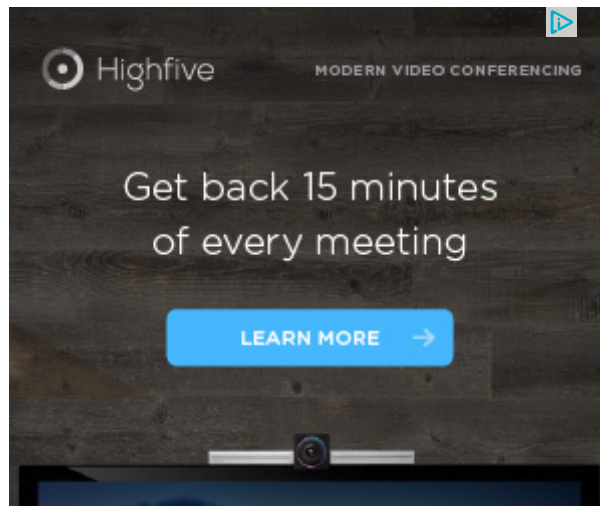 Highfive
MODERN VIDEO CONFERENCING
Get back 15 minutes
of every meeting
LEARN MORE